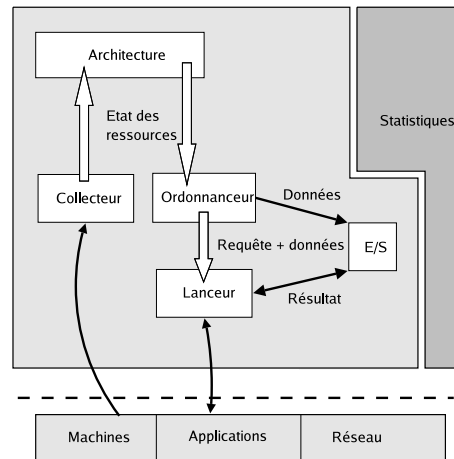 Architecture
Etat des
ressources
Statistiques
Collecteur
Ordonnanceur
Données
Requête + données
E/S
Lanceur
Résultat
Machines
Applications
Réseau